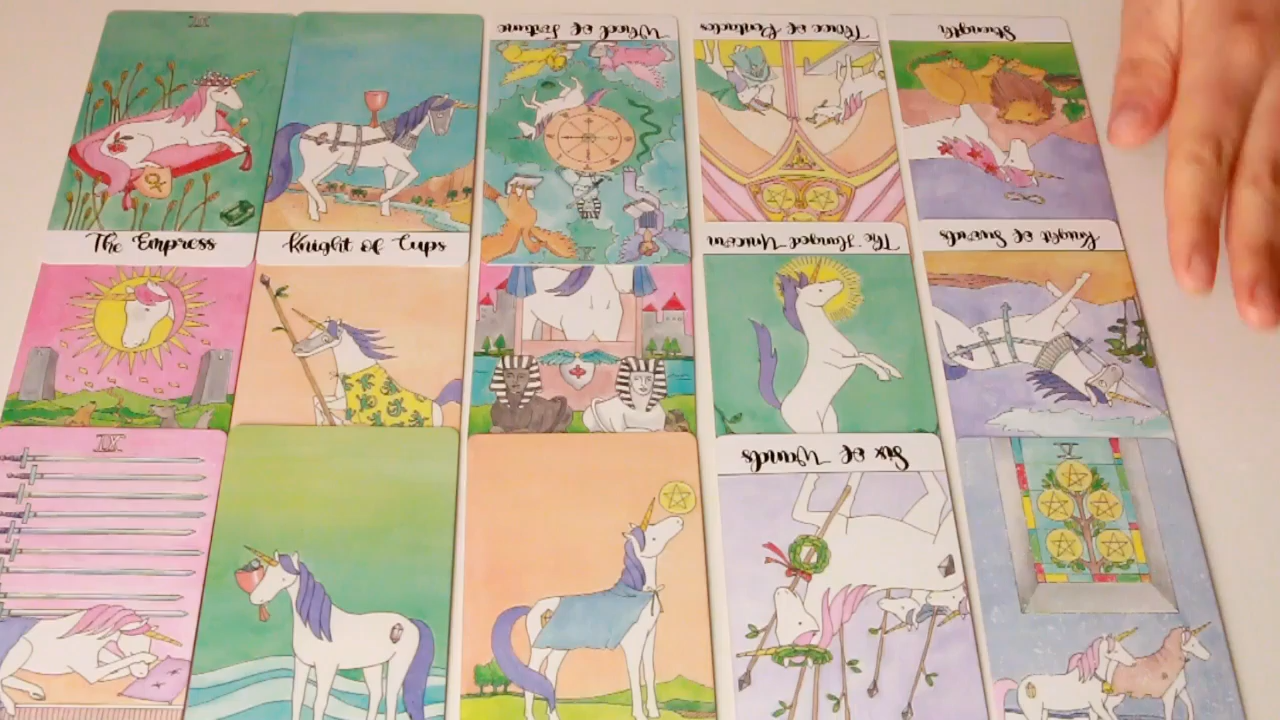 Wheel of Fortune
Three of Pentacles
Strength
The Empress
Knight of Cups
The Hanged Unicorn
Knight of Swords
IX
Six of Wands
V